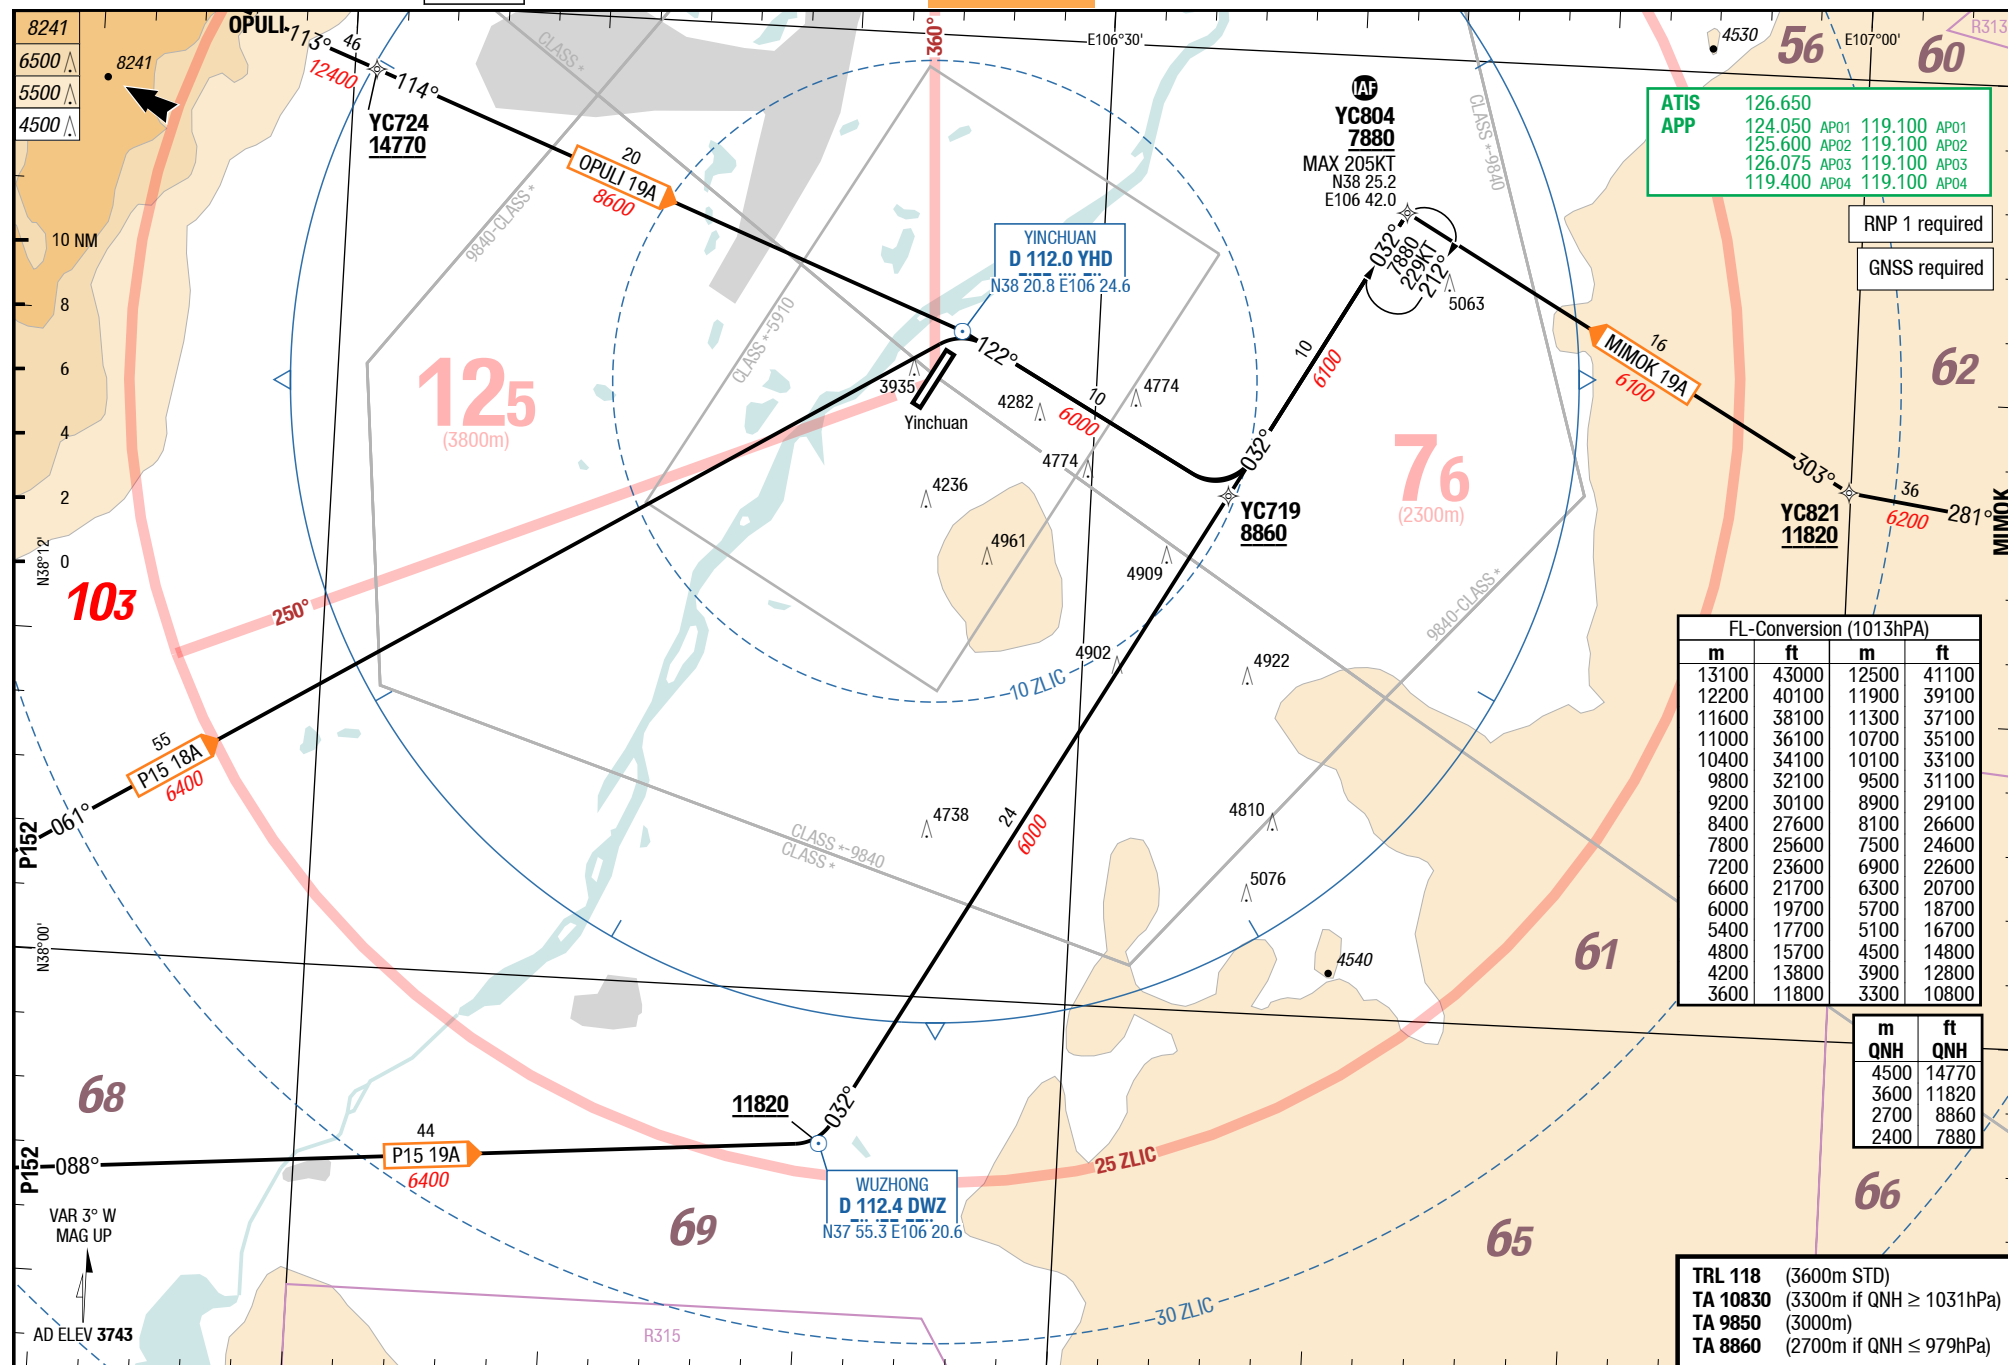 8241
6500
5500
4500
8241
OPULI
113°
46
12400
114°
YC724
14770
CLASS *
360°
E106°30'
IAF
YC804
7880
MAX 205KT
N38 25.2
E106 42.0
CLASS *-9840
4530
56
E107°00'
60
R313
ATIS 126.650
APP 124.050 AP01 119.100 AP01
125.600 AP02 119.100 AP02
126.075 AP03 119.100 AP03
119.400 AP04 119.100 AP04
RNP 1 required
GNSS required
20
OPULI 19A
8600
9840-CLASS *
10 NM
8
6
4
2
0
N38°12'
YINCHUAN
D 112.0 YHD
N38 20.8 E106 24.6
CLASS *-5910
032°
7880
229KT
212°
5063
16
MIMOK 19A
6100
62
125
(3800m)
3935
Yinchuan
122°
4282
10
6000
4774
4774
10
6100
032°
76
(2300m)
303°
YC821
11820
36
6200
281°
MIMOK
4236
4961
YC719
8860
4909
103
250°
4902
4922
9840-CLASS *
10 ZLIC
FL-Conversion (1013hPA)
m ft m ft
13100 43000 12500 41100
12200 40100 11900 39100
11600 38100 11300 37100
11000 36100 10700 35100
10400 34100 10100 33100
9800 32100 9500 31100
9200 30100 8900 29100
8400 27600 8100 26600
7800 25600 7500 24600
7200 23600 6900 22600
6600 21700 6300 20700
6000 19700 5700 18700
5400 17700 5100 16700
4800 15700 4500 14800
4200 13800 3900 12800
3600 11800 3300 10800
55
P15 18A
6400
061°
P152
4738
CLASS *-9840
CLASS *
24
6000
4810
5076
4540
61
N38°00'
m ft
QNH QNH
4500 14770
3600 11820
2700 8860
2400 7880
68
11820
032°
44
P15 19A
6400
088°
P152
25 ZLIC
WUZHONG
D 112.4 DWZ
N37 55.3 E106 20.6
69
65
66
VAR 3° W
MAG UP
AD ELEV 3743
R315
30 ZLIC
TRL 118 (3600m STD)
TA 10830 (3300m if QNH ≥ 1031hPa)
TA 9850 (3000m)
TA 8860 (2700m if QNH ≤ 979hPa)